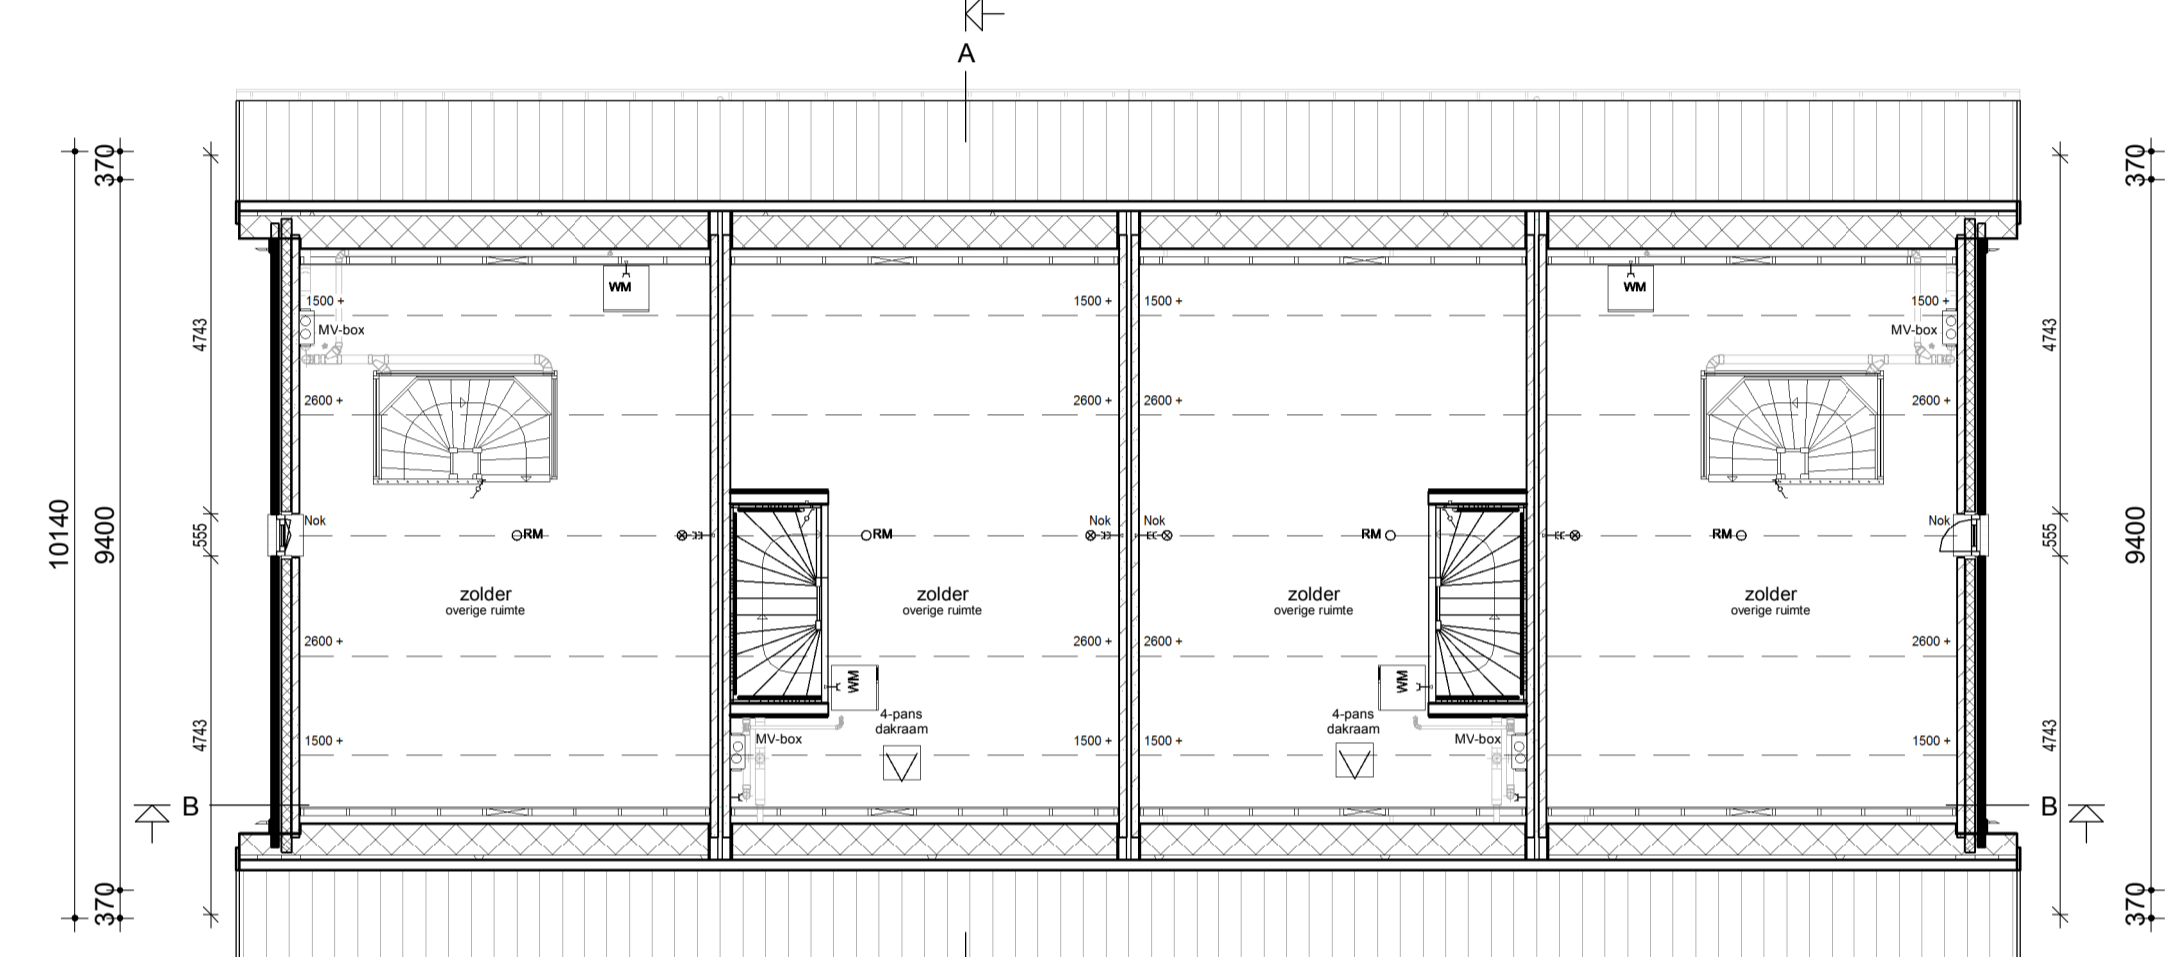 A
370
370
WM
WM
1500 +
1500 +
1500 +
1500 +
MV-box
MV-box
4743
4743
2600 +
2600 +
2600 +
2600 +
10140
9400
555
Nok
RM
RM
Nok
Nok
RM
RM
Nok
555
9400
zolder
overige ruimte
zolder
overige ruimte
zolder
overige ruimte
zolder
overige ruimte
2600 +
2600 +
2600 +
2600 +
WM
WM
4-pans
dakraam
4-pans
dakraam
4743
4743
1500 +
MV-box
1500 +
1500 +
MV-box
1500 +
B
B
370
370